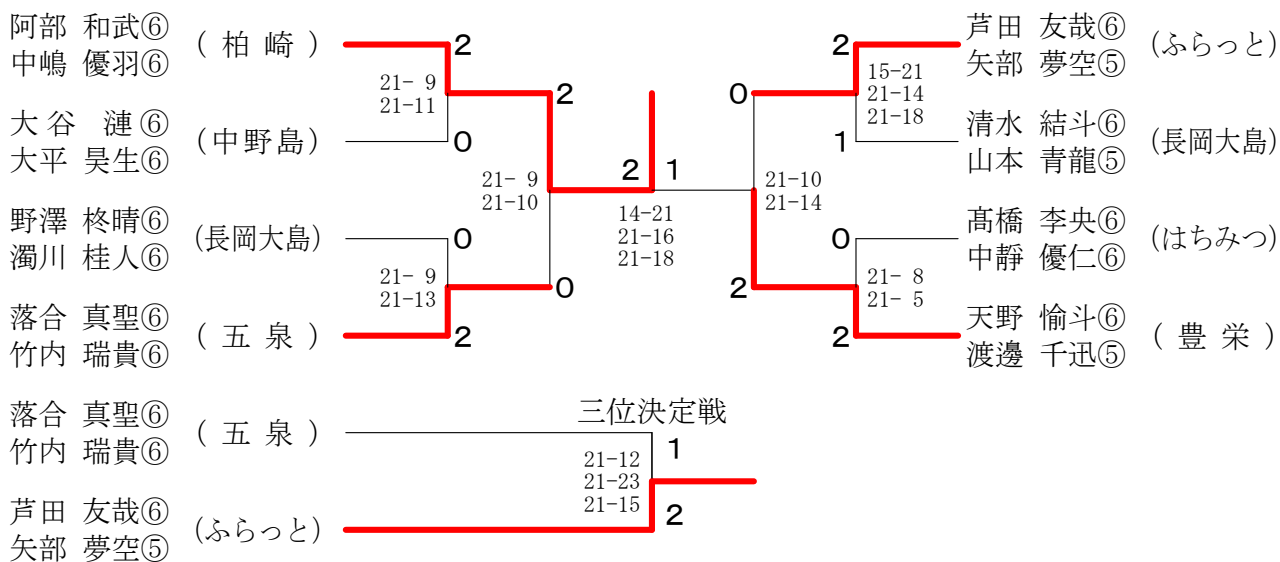 阿部 和武⑥
中嶋 優羽⑥
(柏崎)
2
21- 9
21-11
大谷 漣⑥
大平 昊生⑥
(中野島)
0
2
21- 9
21-10
野澤 柊晴⑥
濁川 桂人⑥
(長岡大島)
0
21- 9
21-13
0
落合 真聖⑥
竹内 瑞貴⑥
(五泉)
2
2 1
14-21
21-16
21-18
芦田 友哉⑥
矢部 夢空⑤
(ふらっと)
2
15-21
21-14
21-18
0
清水 結斗⑥
山本 青龍⑤
(長岡大島)
1
21-10
21-14
髙橋 李央⑥
中静 優仁⑥
(はちみつ)
0
21- 8
21- 5
2
天野 愉斗⑥
渡邊 千迅⑤
(豊栄)
2
三位決定戦
落合 真聖⑥
竹内 瑞貴⑥
(五泉)
1
21-12
21-23
21-15
芦田 友哉⑥
矢部 夢空⑤
(ふらっと)
2